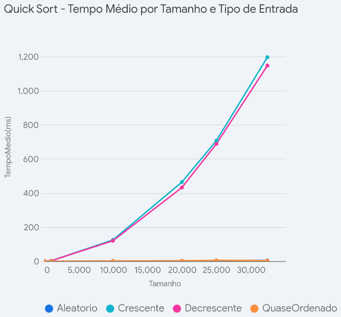 Quick Sort - Tempo Médio por Tamanho e Tipo de Entrada
1,200
1,000
800
600
400
200
0
TempoMedio(ms)
0 5,000 10,000 15,000 20,000 25,000 30,000
Tamanho
Aleatorio Crescente Decrescente QuaseOrdenado